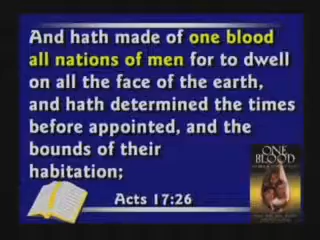 And hath made of one blood
all nations of men for to dwell
on all the face of the earth,
and hath determined the times
before appointed, and the
bounds of their
habitation;
Acts 17:26
ONE
BLOOD